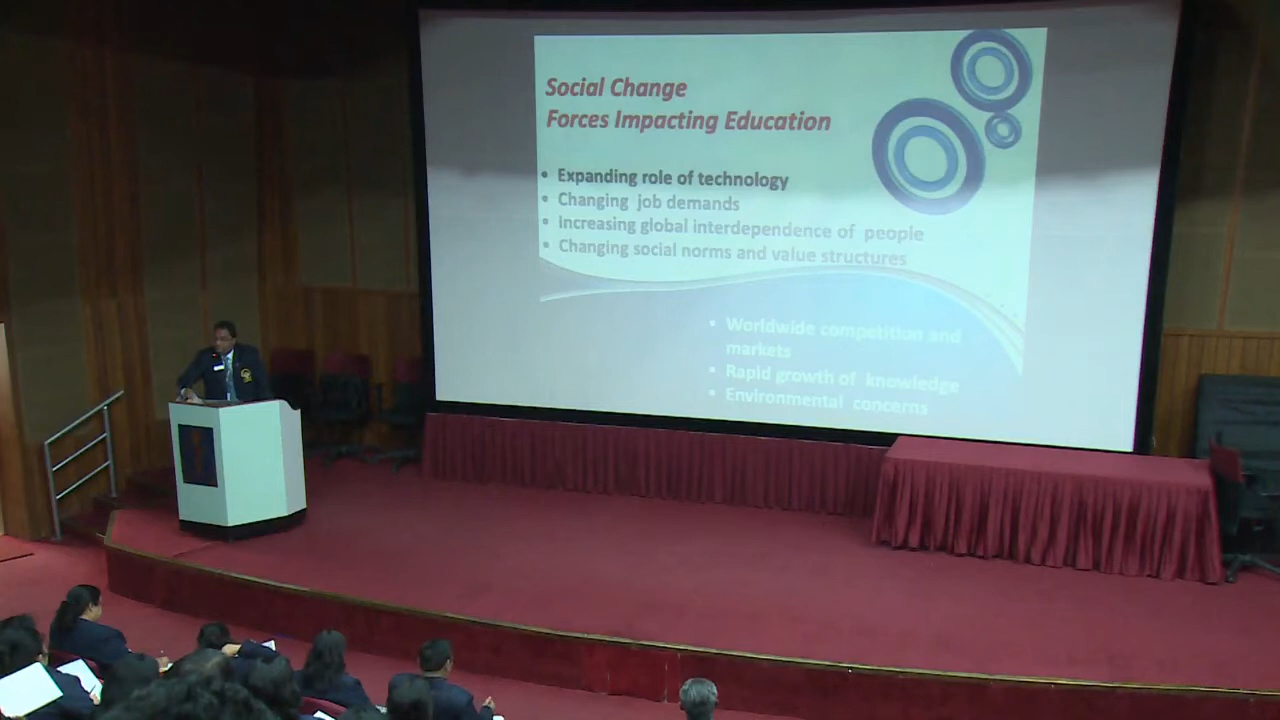 Social Change
Forces Impacting Education
• Expanding role of technology
• Changing job demands
• Increasing global interdependence of people
• Changing social norms and value structures
• Worldwide competition and
markets
• Rapid growth of knowledge
• Environmental concerns